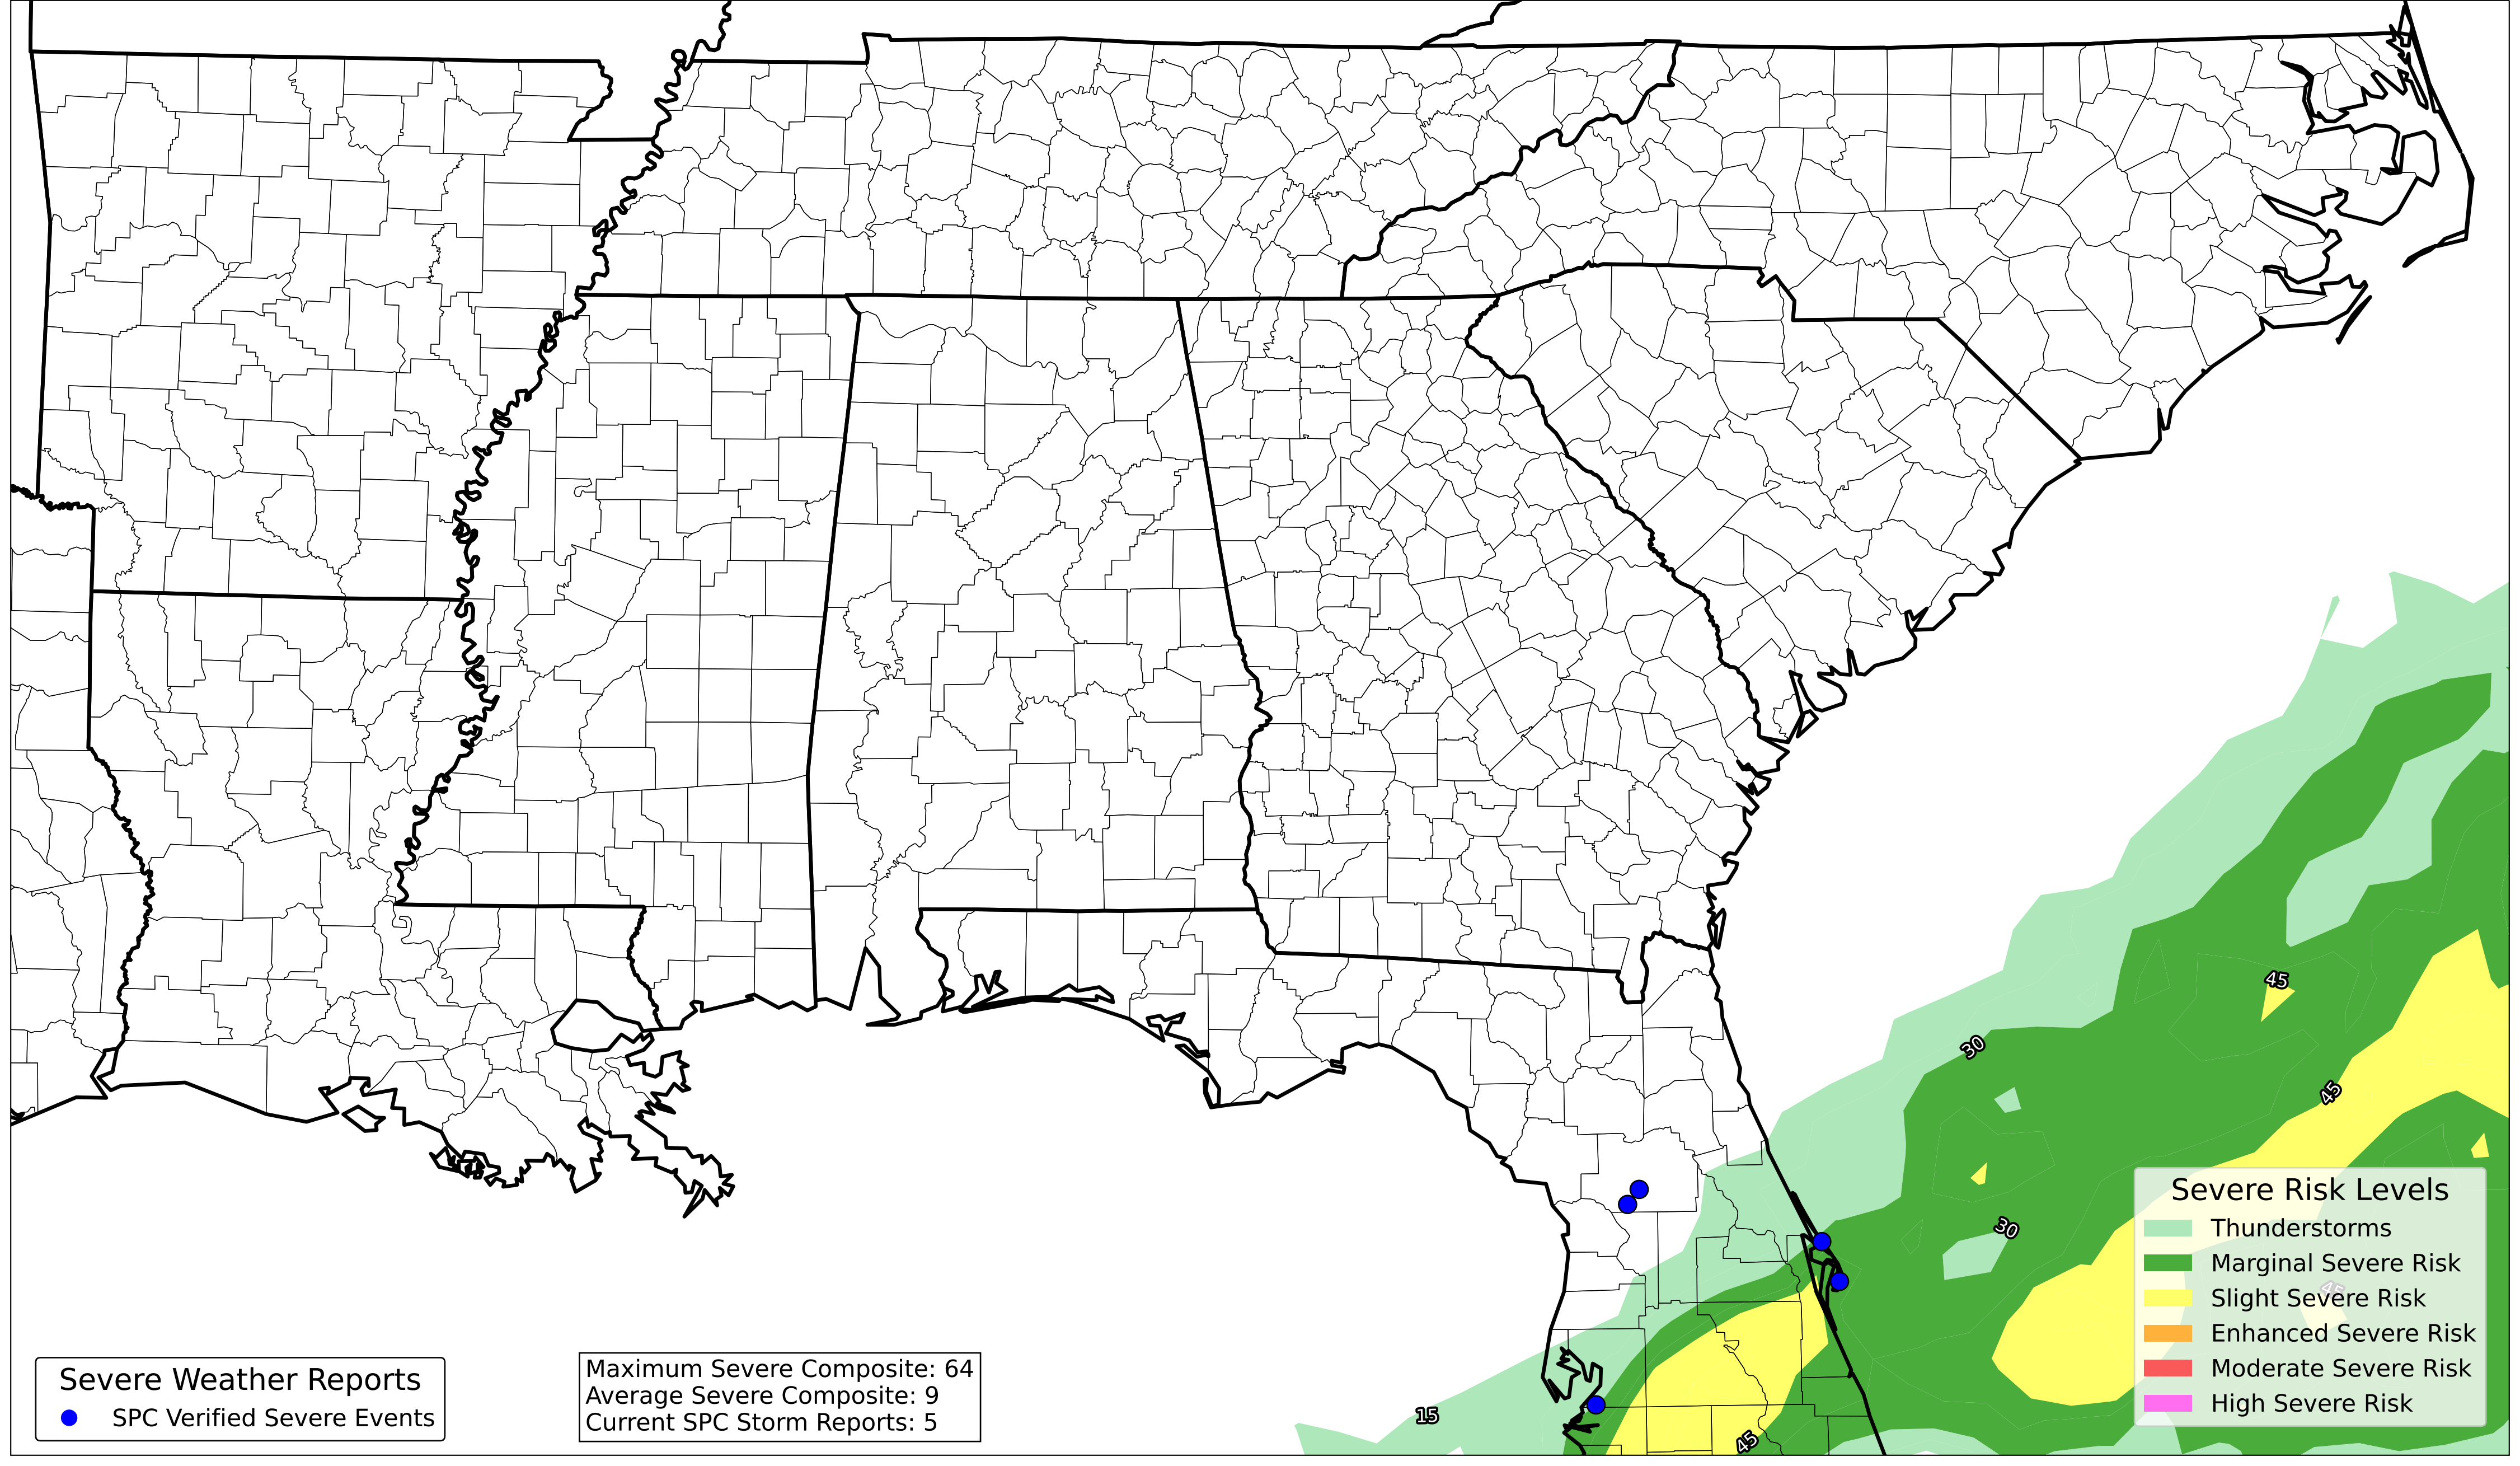 45
30
45
30
45
15
45
Severe Risk Levels
Thunderstorms
Marginal Severe Risk
Slight Severe Risk
Enhanced Severe Risk
Moderate Severe Risk
High Severe Risk
Severe Weather Reports
SPC Verified Severe Events
Maximum Severe Composite: 64
Average Severe Composite: 9
Current SPC Storm Reports: 5